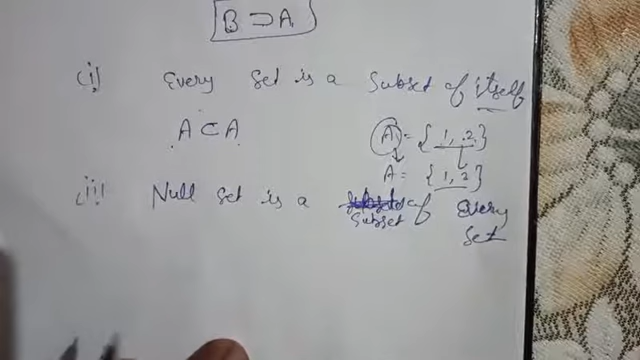 B ⊃ A
(i) Every set is a subset of itself
A ⊂ A A = {1, 2}
A = {1, 2}
(ii) Null set is a of Every
subset set